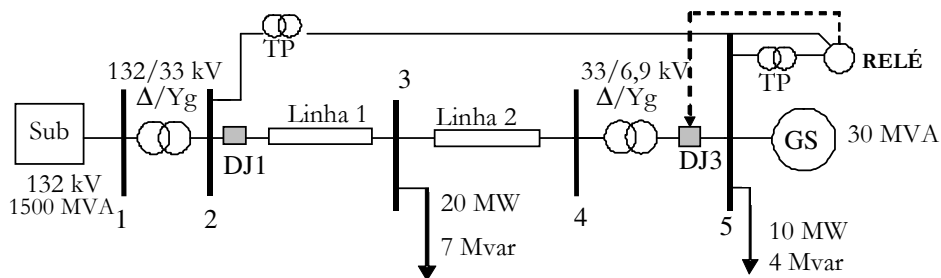 TP
132/33 kV
Δ/Yg
3
33/6,9 kV
Δ/Yg
TP
RELÉ
Sub
Linha 1
Linha 2
GS
30 MVA
DJ1
DJ3
132 kV
1500 MVA
1
2
20 MW
7 Mvar
4
5
10 MW
4 Mvar